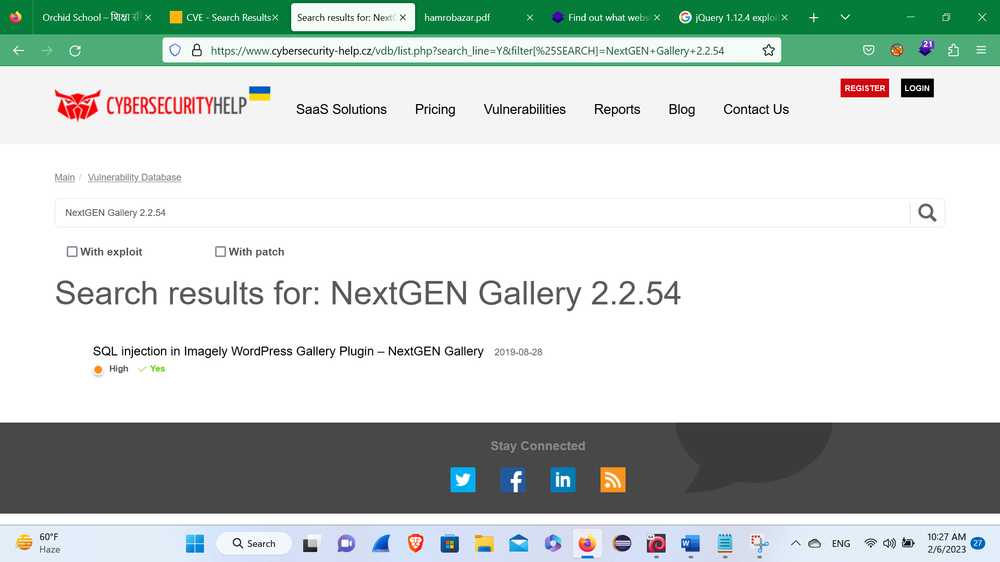 Orchid School – शिक्षा
CVE - Search Results
Search results for: NextG
hamrobazar.pdf
Find out what websi
jQuery 1.12.4 exploit
https://www.cybersecurity-help.cz/vdb/list.php?search_line=Y&filter[%25SEARCH]=NextGEN+Gallery+2.2.54
21
CYBERSECURITYHELP
SaaS Solutions
Pricing
Vulnerabilities
Reports
Blog
Contact Us
REGISTER
LOGIN
Main / Vulnerability Database
NextGEN Gallery 2.2.54
With exploit
With patch
Search results for: NextGEN Gallery 2.2.54
SQL injection in Imagely WordPress Gallery Plugin – NextGEN Gallery 2019-08-28
High Yes
Stay Connected
60°F
Haze
Search
64
ENG
10:27 AM
2/6/2023
27